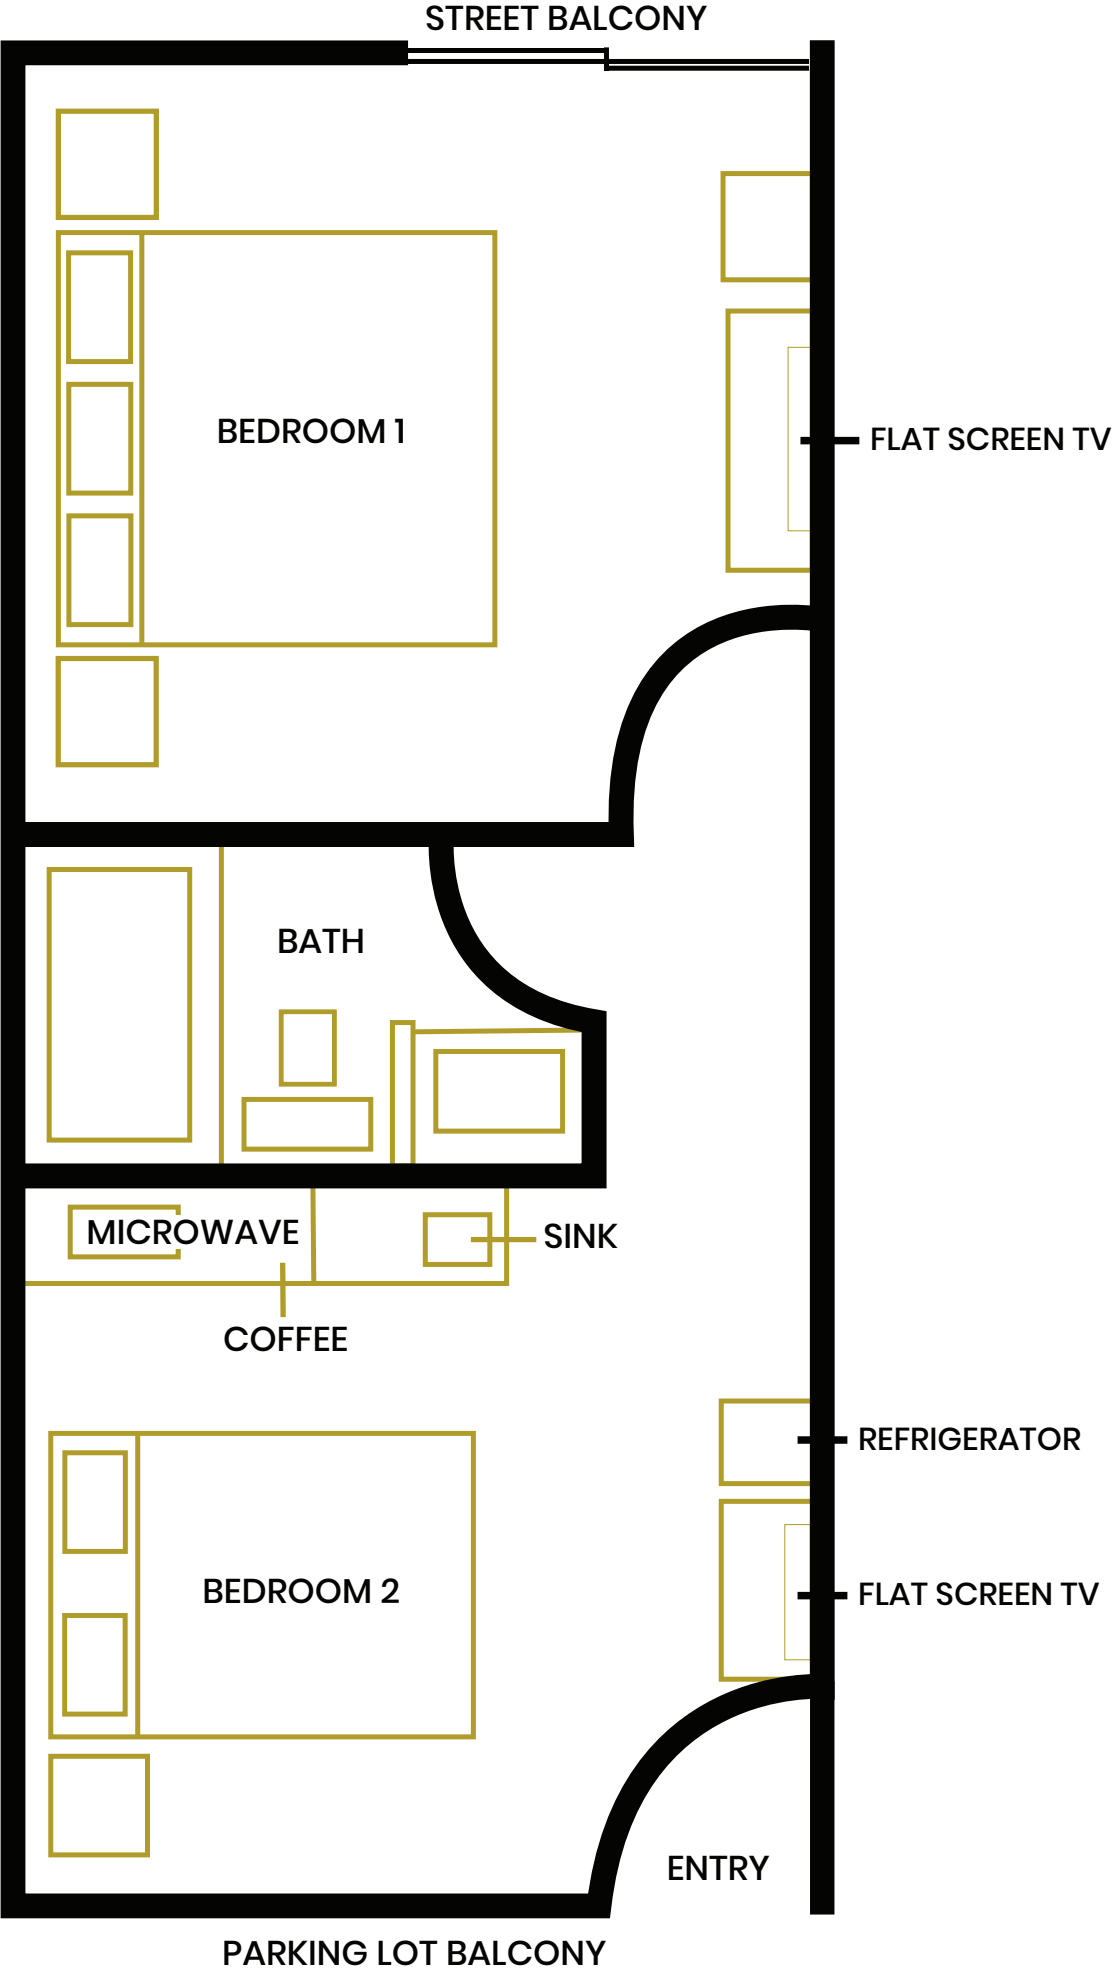 STREET BALCONY
BEDROOM 1
FLAT SCREEN TV
BATH
MICROWAVE
SINK
COFFEE
REFRIGERATOR
BEDROOM 2
FLAT SCREEN TV
ENTRY
PARKING LOT BALCONY